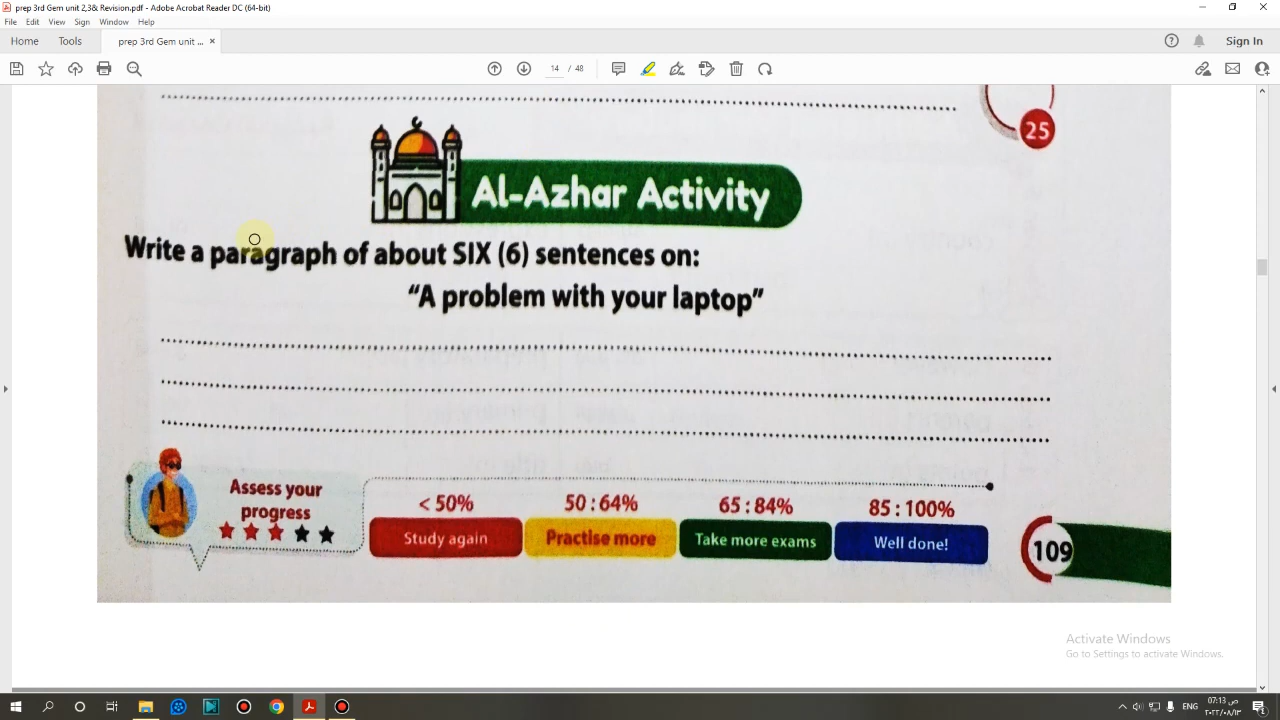 prep 3rd Gem unit 2,3& Revision.pdf - Adobe Acrobat Reader DC (64-bit)
File Edit View Sign Window Help
Home Tools prep 3rd Gem unit ... × Sign In
14 / 48
25
Al-Azhar Activity
Write a paragraph of about SIX (6) sentences on:
“A problem with your laptop”
Assess your
progress
< 50% 50 : 64% 65 : 84% 85 : 100%
Study again Practise more Take more exams Well done!
109
Activate Windows
Go to Settings to activate Windows.
ENG
07:13 ص
٢٠٢٢/٠٨/١٣